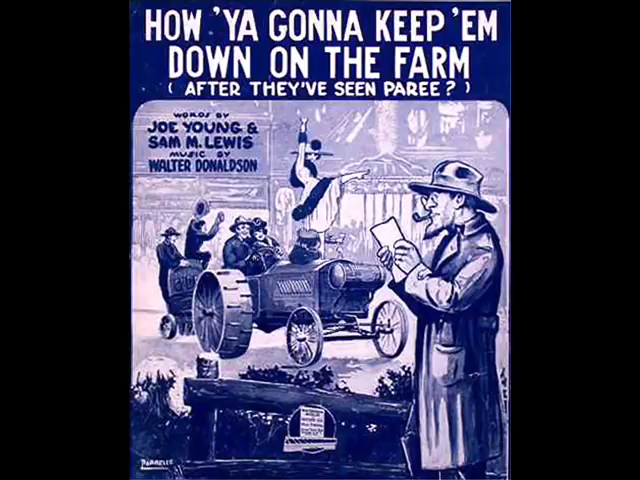 HOW 'YA GONNA KEEP 'EM
DOWN ON THE FARM
( AFTER THEY'VE SEEN PAREE? )
WORDS BY
JOE YOUNG &
SAM M. LEWIS
MUSIC BY
WALTER DONALDSON
BARBELLE